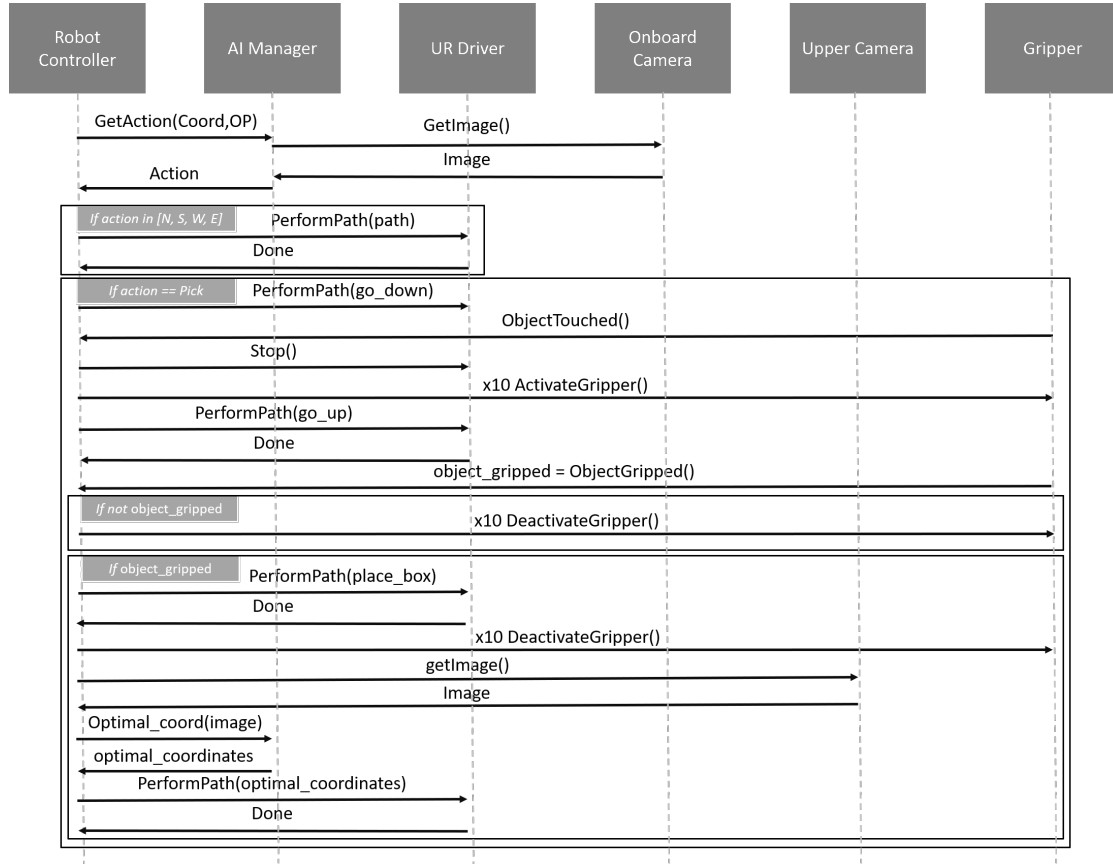 Robot
Controller
AI Manager
UR Driver
Onboard
Camera
Upper Camera
Gripper
GetAction(Coord,OP)
GetImage()
Image
Action
If action in [N, S, W, E]
PerformPath(path)
Done
If action == Pick
PerformPath(go_down)
ObjectTouched()
Stop()
x10 ActivateGripper()
PerformPath(go_up)
Done
object_gripped = ObjectGripped()
If not object_gripped
x10 DeactivateGripper()
If object_gripped
PerformPath(place_box)
Done
x10 DeactivateGripper()
getImage()
Image
Optimal_coord(image)
optimal_coordinates
PerformPath(optimal_coordinates)
Done